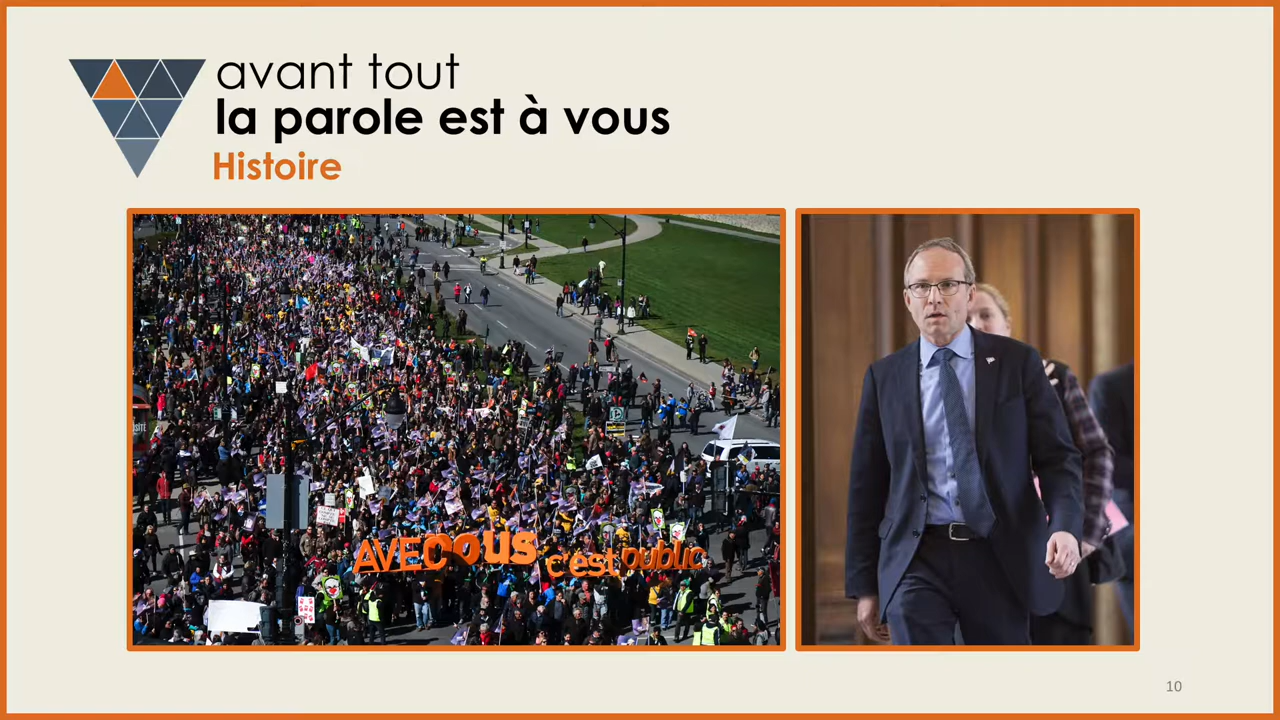 avant tout
la parole est à vous
Histoire
AVEC nous c'est public
10